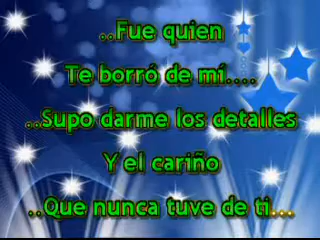 ..Fue quien
Te borró de mí....
..Supo darme los detalles
Y el cariño
..Que nunca tuve de ti...